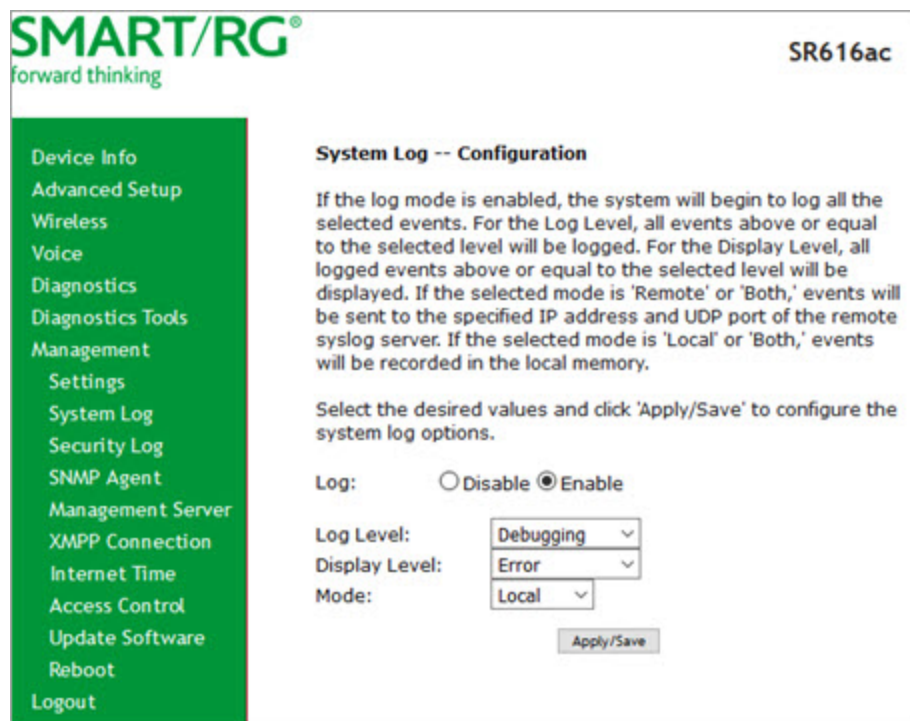 SMART/RG®
forward thinking
SR616ac
Device Info
Advanced Setup
Wireless
Voice
Diagnostics
Diagnostics Tools
Management
Settings
System Log
Security Log
SNMP Agent
Management Server
XMPP Connection
Internet Time
Access Control
Update Software
Reboot
Logout
System Log -- Configuration
If the log mode is enabled, the system will begin to log all the
selected events. For the Log Level, all events above or equal
to the selected level will be logged. For the Display Level, all
logged events above or equal to the selected level will be
displayed. If the selected mode is 'Remote' or 'Both,' events will
be sent to the specified IP address and UDP port of the remote
syslog server. If the selected mode is 'Local' or 'Both,' events
will be recorded in the local memory.
Select the desired values and click 'Apply/Save' to configure the
system log options.
Log: Disable Enable
Log Level: Debugging
Display Level: Error
Mode: Local
Apply/Save